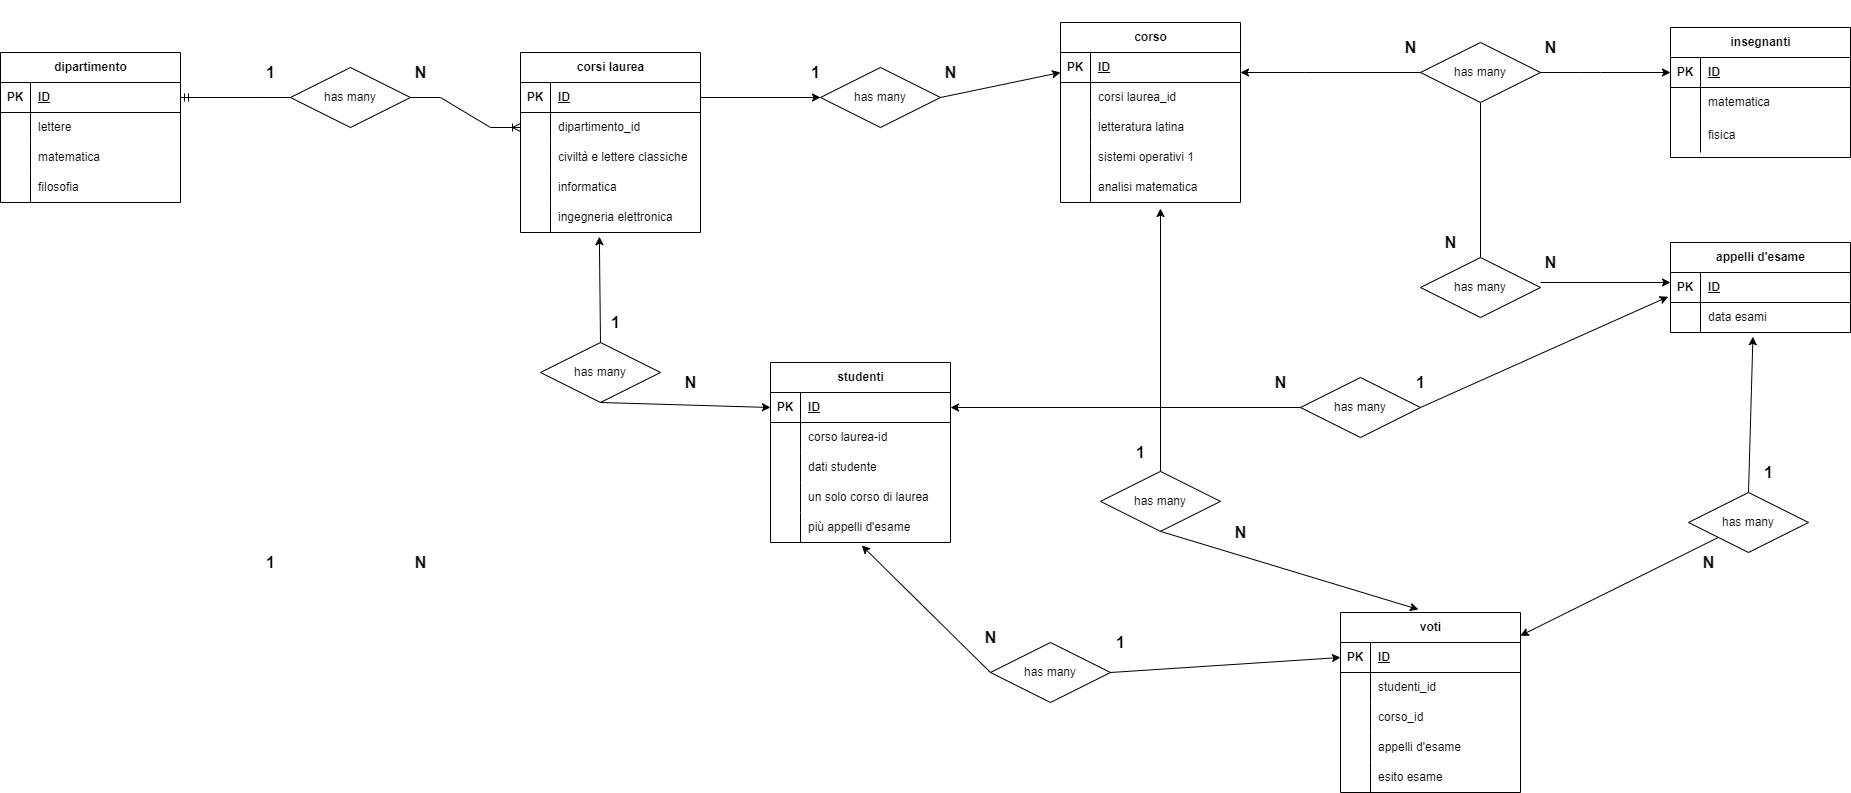 dipartimento
PK ID
lettere
matematica
filosofia
1
has many
N
corsi laurea
PK ID
dipartimento_id
civiltà e lettere classiche
informatica
ingegneria elettronica
1
has many
N
corso
PK ID
corsi laurea_id
letteratura latina
sistemi operativi 1
analisi matematica
N
has many
N
insegnanti
PK ID
matematica
fisica
N
has many
N
appelli d'esame
PK ID
data esami
1
has many
N
studenti
PK ID
corso laurea-id
dati studente
un solo corso di laurea
più appelli d'esame
N
has many
1
1
has many
N
1
has many
N
1
N
N
has many
1
voti
PK ID
studenti_id
corso_id
appelli d'esame
esito esame